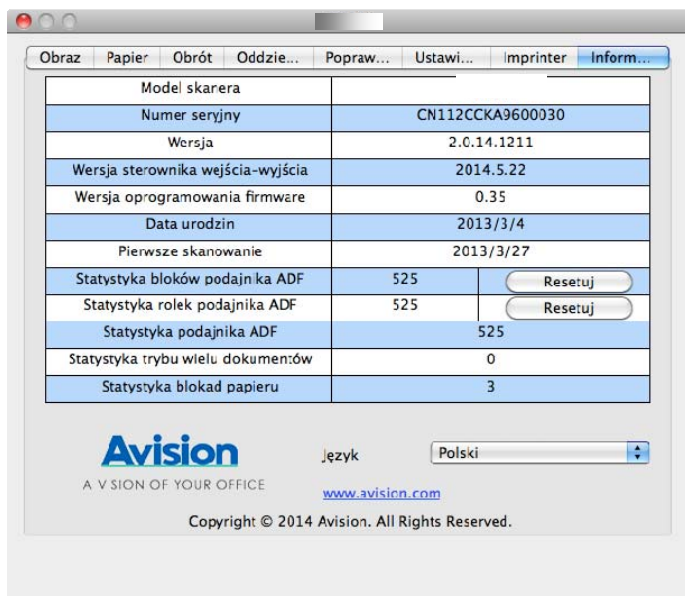 Obraz Papier Obrót Oddzie... Popraw... Ustawi... Imprinter Inform...
Model skanera
Numer seryjny CN112CCKA9600030
Wersja 2.0.14.1211
Wersja sterownika wejścia-wyjścia 2014.5.22
Wersja oprogramowania firmware 0.35
Data urodzin 2013/3/4
Pierwsze skanowanie 2013/3/27
Statystyka bloków podajnika ADF 525 Resetuj
Statystyka rolek podajnika ADF 525 Resetuj
Statystyka podajnika ADF 525
Statystyka trybu wielu dokumentów 0
Statystyka blokad papieru 3
Avision
A V SION OF YOUR OFFICE
Język Polski
www.avision.com
Copyright © 2014 Avision. All Rights Reserved.